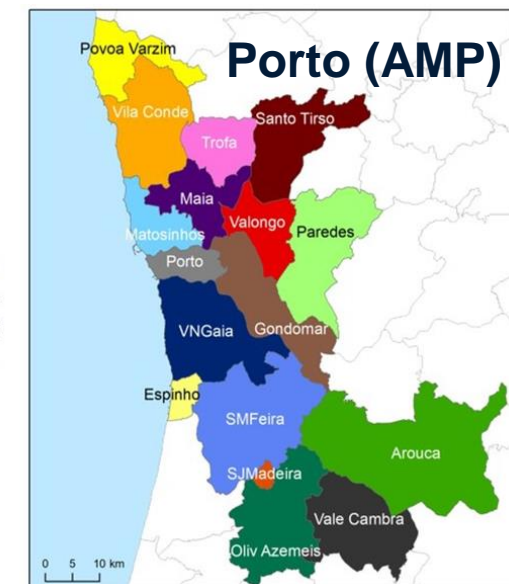 Porto (AMP)
Povoa Varzim
Vila Conde
Santo Tirso
Trofa
Maia
Valongo
Paredes
Matosinhos
Porto
VNGaia
Gondomar
Espinho
SMFeira
Arouca
SJMadeira
Vale Cambra
Oliv Azemeis
0 5 10 km